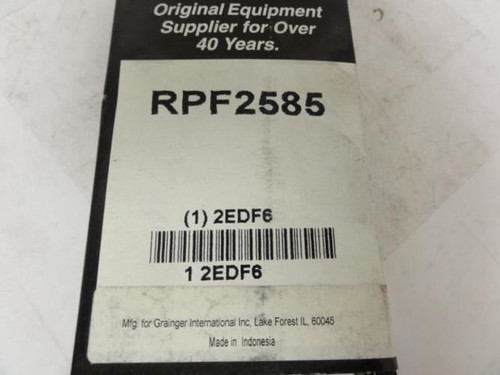 Original Equipment
Supplier for Over
40 Years.
RPF2585
(1) 2EDF6
1 2EDF6
Mfg. for Grainger International Inc, Lake Forest IL, 60045
Made in Indonesia